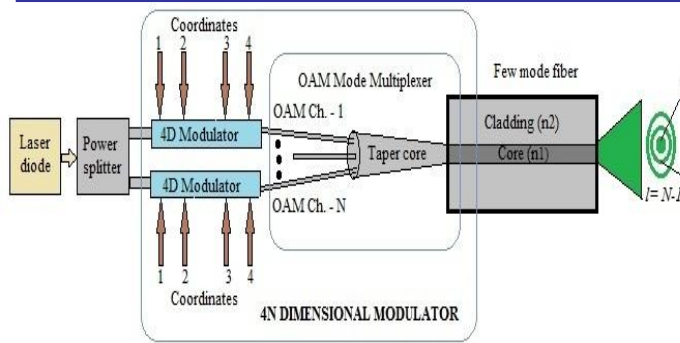 Coordinates
1 2 3 4
OAM Mode Multiplexer
Few mode fiber
OAM Ch. - 1
Laser
diode
Power
splitter
4D Modulator
Taper core
Cladding (n2)
Core (n1)
4D Modulator
OAM Ch. - N
1 2 3 4
Coordinates
4N DIMENSIONAL MODULATOR